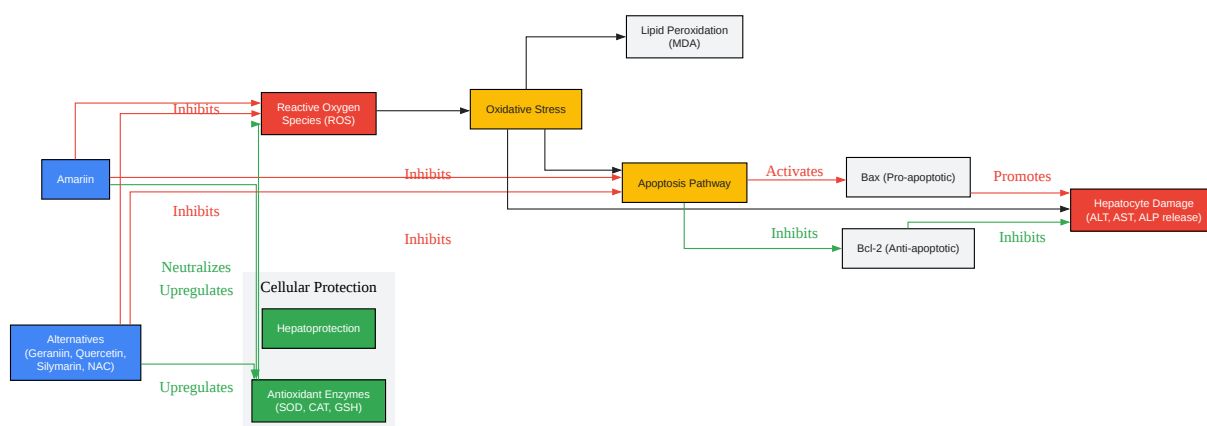 Lipid Peroxidation
(MDA)
Inhibits
Reactive Oxygen
Species (ROS)
Oxidative Stress
Amariin
Inhibits
Apoptosis Pathway
Activates
Bax (Pro-apoptotic)
Promotes
Hepatocyte Damage
(ALT, AST, ALP release)
Inhibits
Inhibits
Inhibits
Bcl-2 (Anti-apoptotic)
Inhibits
Neutralizes
Upregulates
Cellular Protection
Hepatoprotection
Alternatives
(Geraniin, Quercetin,
Silymarin, NAC)
Upregulates
Antioxidant Enzymes
(SOD, CAT, GSH)